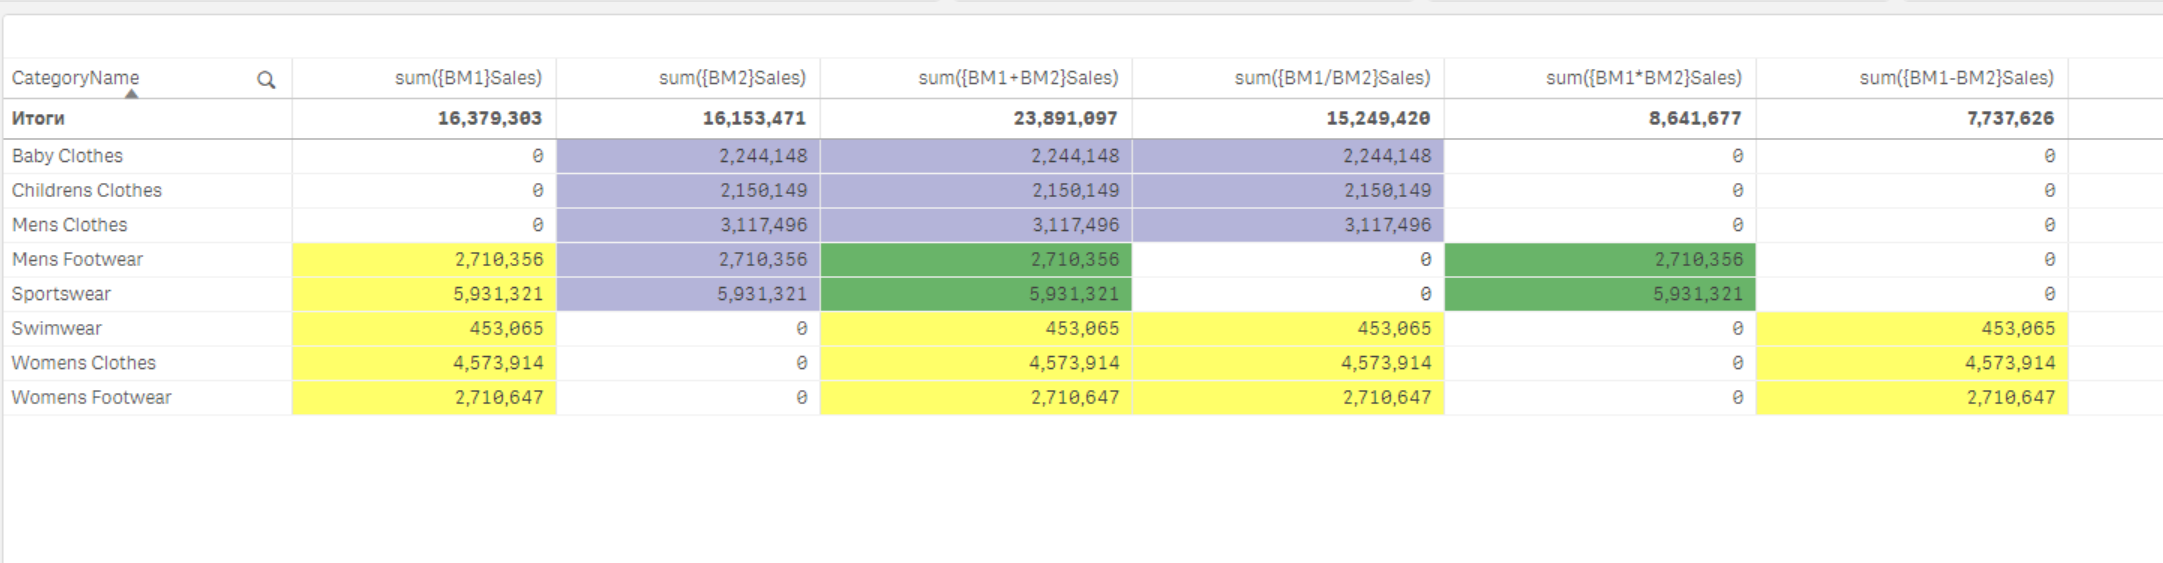 CategoryName sum({BM1}Sales) sum({BM2}Sales) sum({BM1+BM2}Sales) sum({BM1/BM2}Sales) sum({BM1*BM2}Sales) sum({BM1-BM2}Sales)
Итоги 16,379,303 16,153,471 23,891,097 15,249,420 8,641,677 7,737,626
Baby Clothes 0 2,244,148 2,244,148 2,244,148 0 0
Childrens Clothes 0 2,150,149 2,150,149 2,150,149 0 0
Mens Clothes 0 3,117,496 3,117,496 3,117,496 0 0
Mens Footwear 2,710,356 2,710,356 2,710,356 0 2,710,356 0
Sportswear 5,931,321 5,931,321 5,931,321 0 5,931,321 0
Swimwear 453,065 0 453,065 453,065 0 453,065
Womens Clothes 4,573,914 0 4,573,914 4,573,914 0 4,573,914
Womens Footwear 2,710,647 0 2,710,647 2,710,647 0 2,710,647